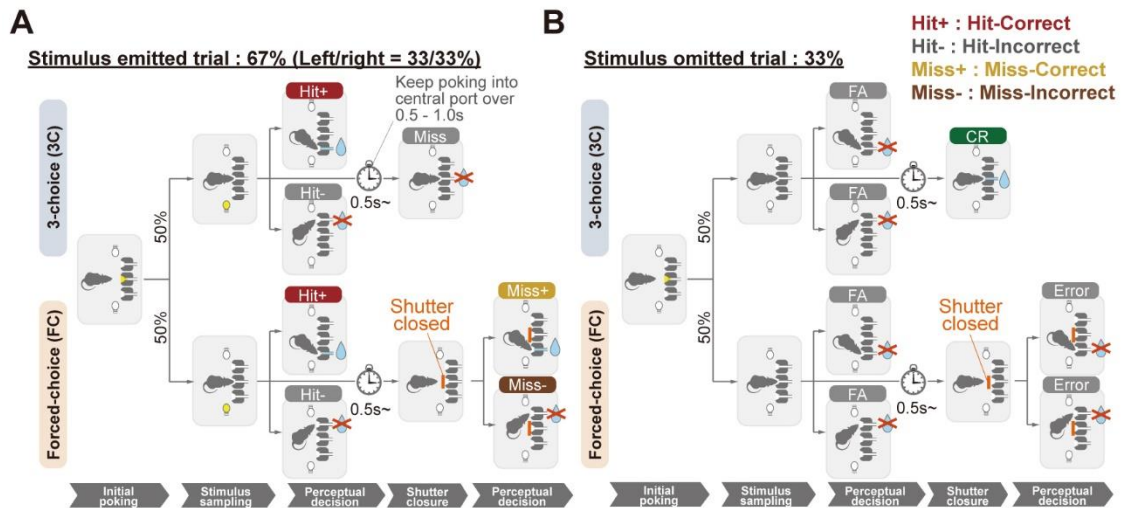 A
Stimulus emitted trial : 67% (Left/right = 33/33%)
3-choice (3C)
Forced-choice (FC)
50%
50%
Hit+
Hit-
Keep poking into
central port over
0.5 - 1.0s
0.5s~
Miss
Hit+
Hit-
0.5s~
Shutter
closed
Miss+
Miss-
Initial
poking
Stimulus
sampling
Perceptual
decision
Shutter
closure
Perceptual
decision
B
Stimulus omitted trial : 33%
Hit+ : Hit-Correct
Hit- : Hit-Incorrect
Miss+ : Miss-Correct
Miss- : Miss-Incorrect
3-choice (3C)
Forced-choice (FC)
50%
50%
FA
FA
0.5s~
CR
FA
FA
0.5s~
Shutter
closed
Error
Error
Initial
poking
Stimulus
sampling
Perceptual
decision
Shutter
closure
Perceptual
decision